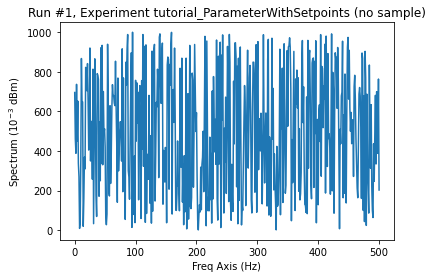 Run #1, Experiment tutorial_ParameterWithSetpoints (no sample)
1000
800
600
400
200
0
Spectrum (10⁻³ dBm)
0 100 200 300 400 500
Freq Axis (Hz)